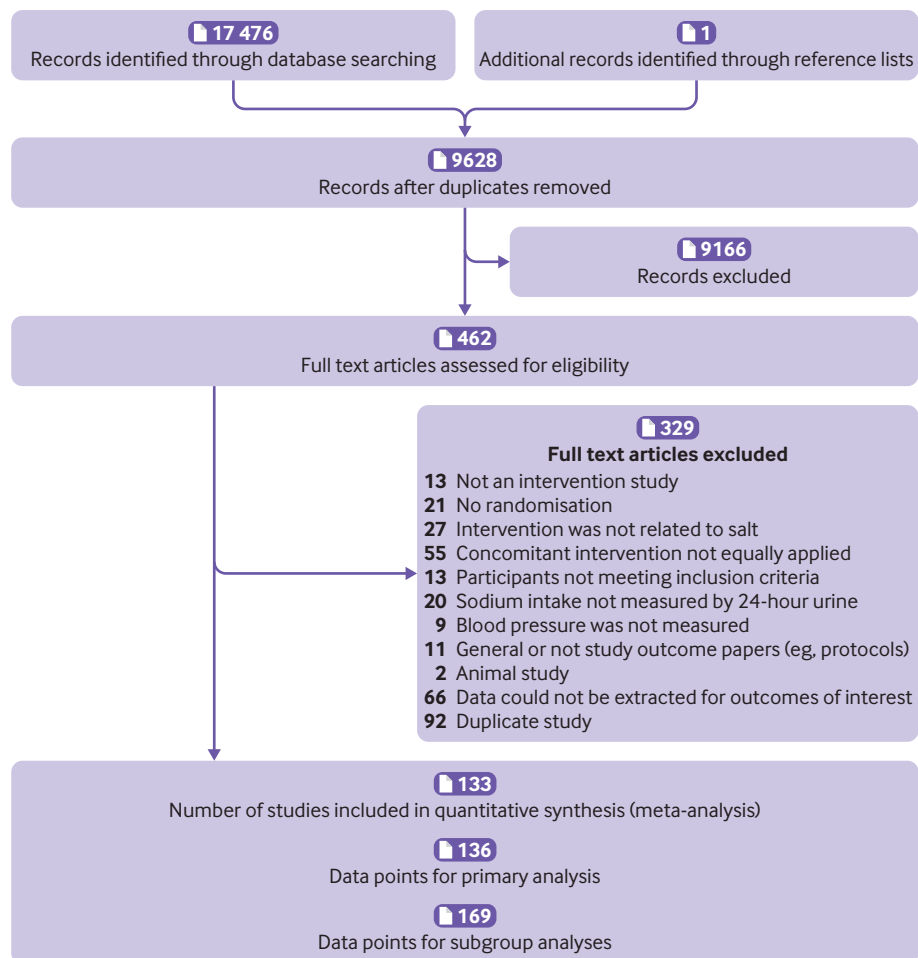 17 476
Records identified through database searching
1
Additional records identified through reference lists
9628
Records after duplicates removed
9166
Records excluded
462
Full text articles assessed for eligibility
329
Full text articles excluded
13 Not an intervention study
21 No randomisation
27 Intervention was not related to salt
55 Concomitant intervention not equally applied
13 Participants not meeting inclusion criteria
20 Sodium intake not measured by 24-hour urine
9 Blood pressure was not measured
11 General or not study outcome papers (eg, protocols)
2 Animal study
66 Data could not be extracted for outcomes of interest
92 Duplicate study
133
Number of studies included in quantitative synthesis (meta-analysis)
136
Data points for primary analysis
169
Data points for subgroup analyses